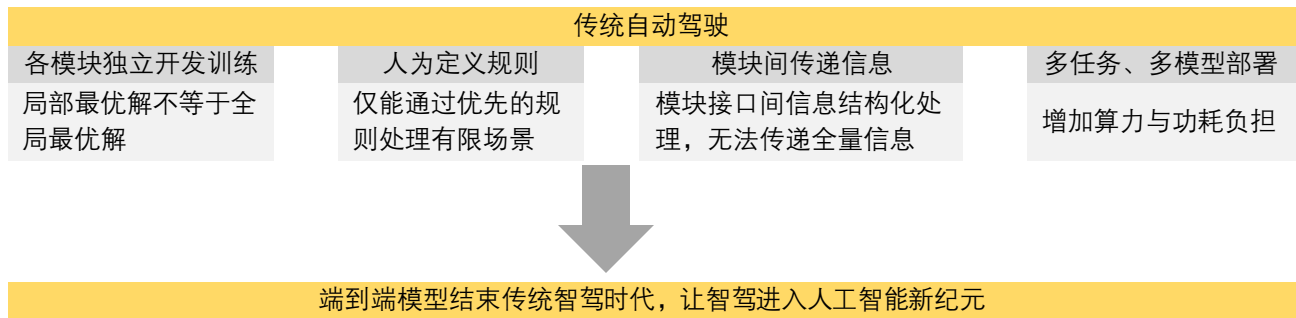 传统自动驾驶
各模块独立开发训练
局部最优解不等于全
局最优解
人为定义规则
仅能通过优先的规
则处理有限场景
模块间传递信息
模块接口间信息结构化处
理，无法传递全量信息
多任务、多模型部署
增加算力与功耗负担
端到端模型结束传统智驾时代，让智驾进入人工智能新纪元